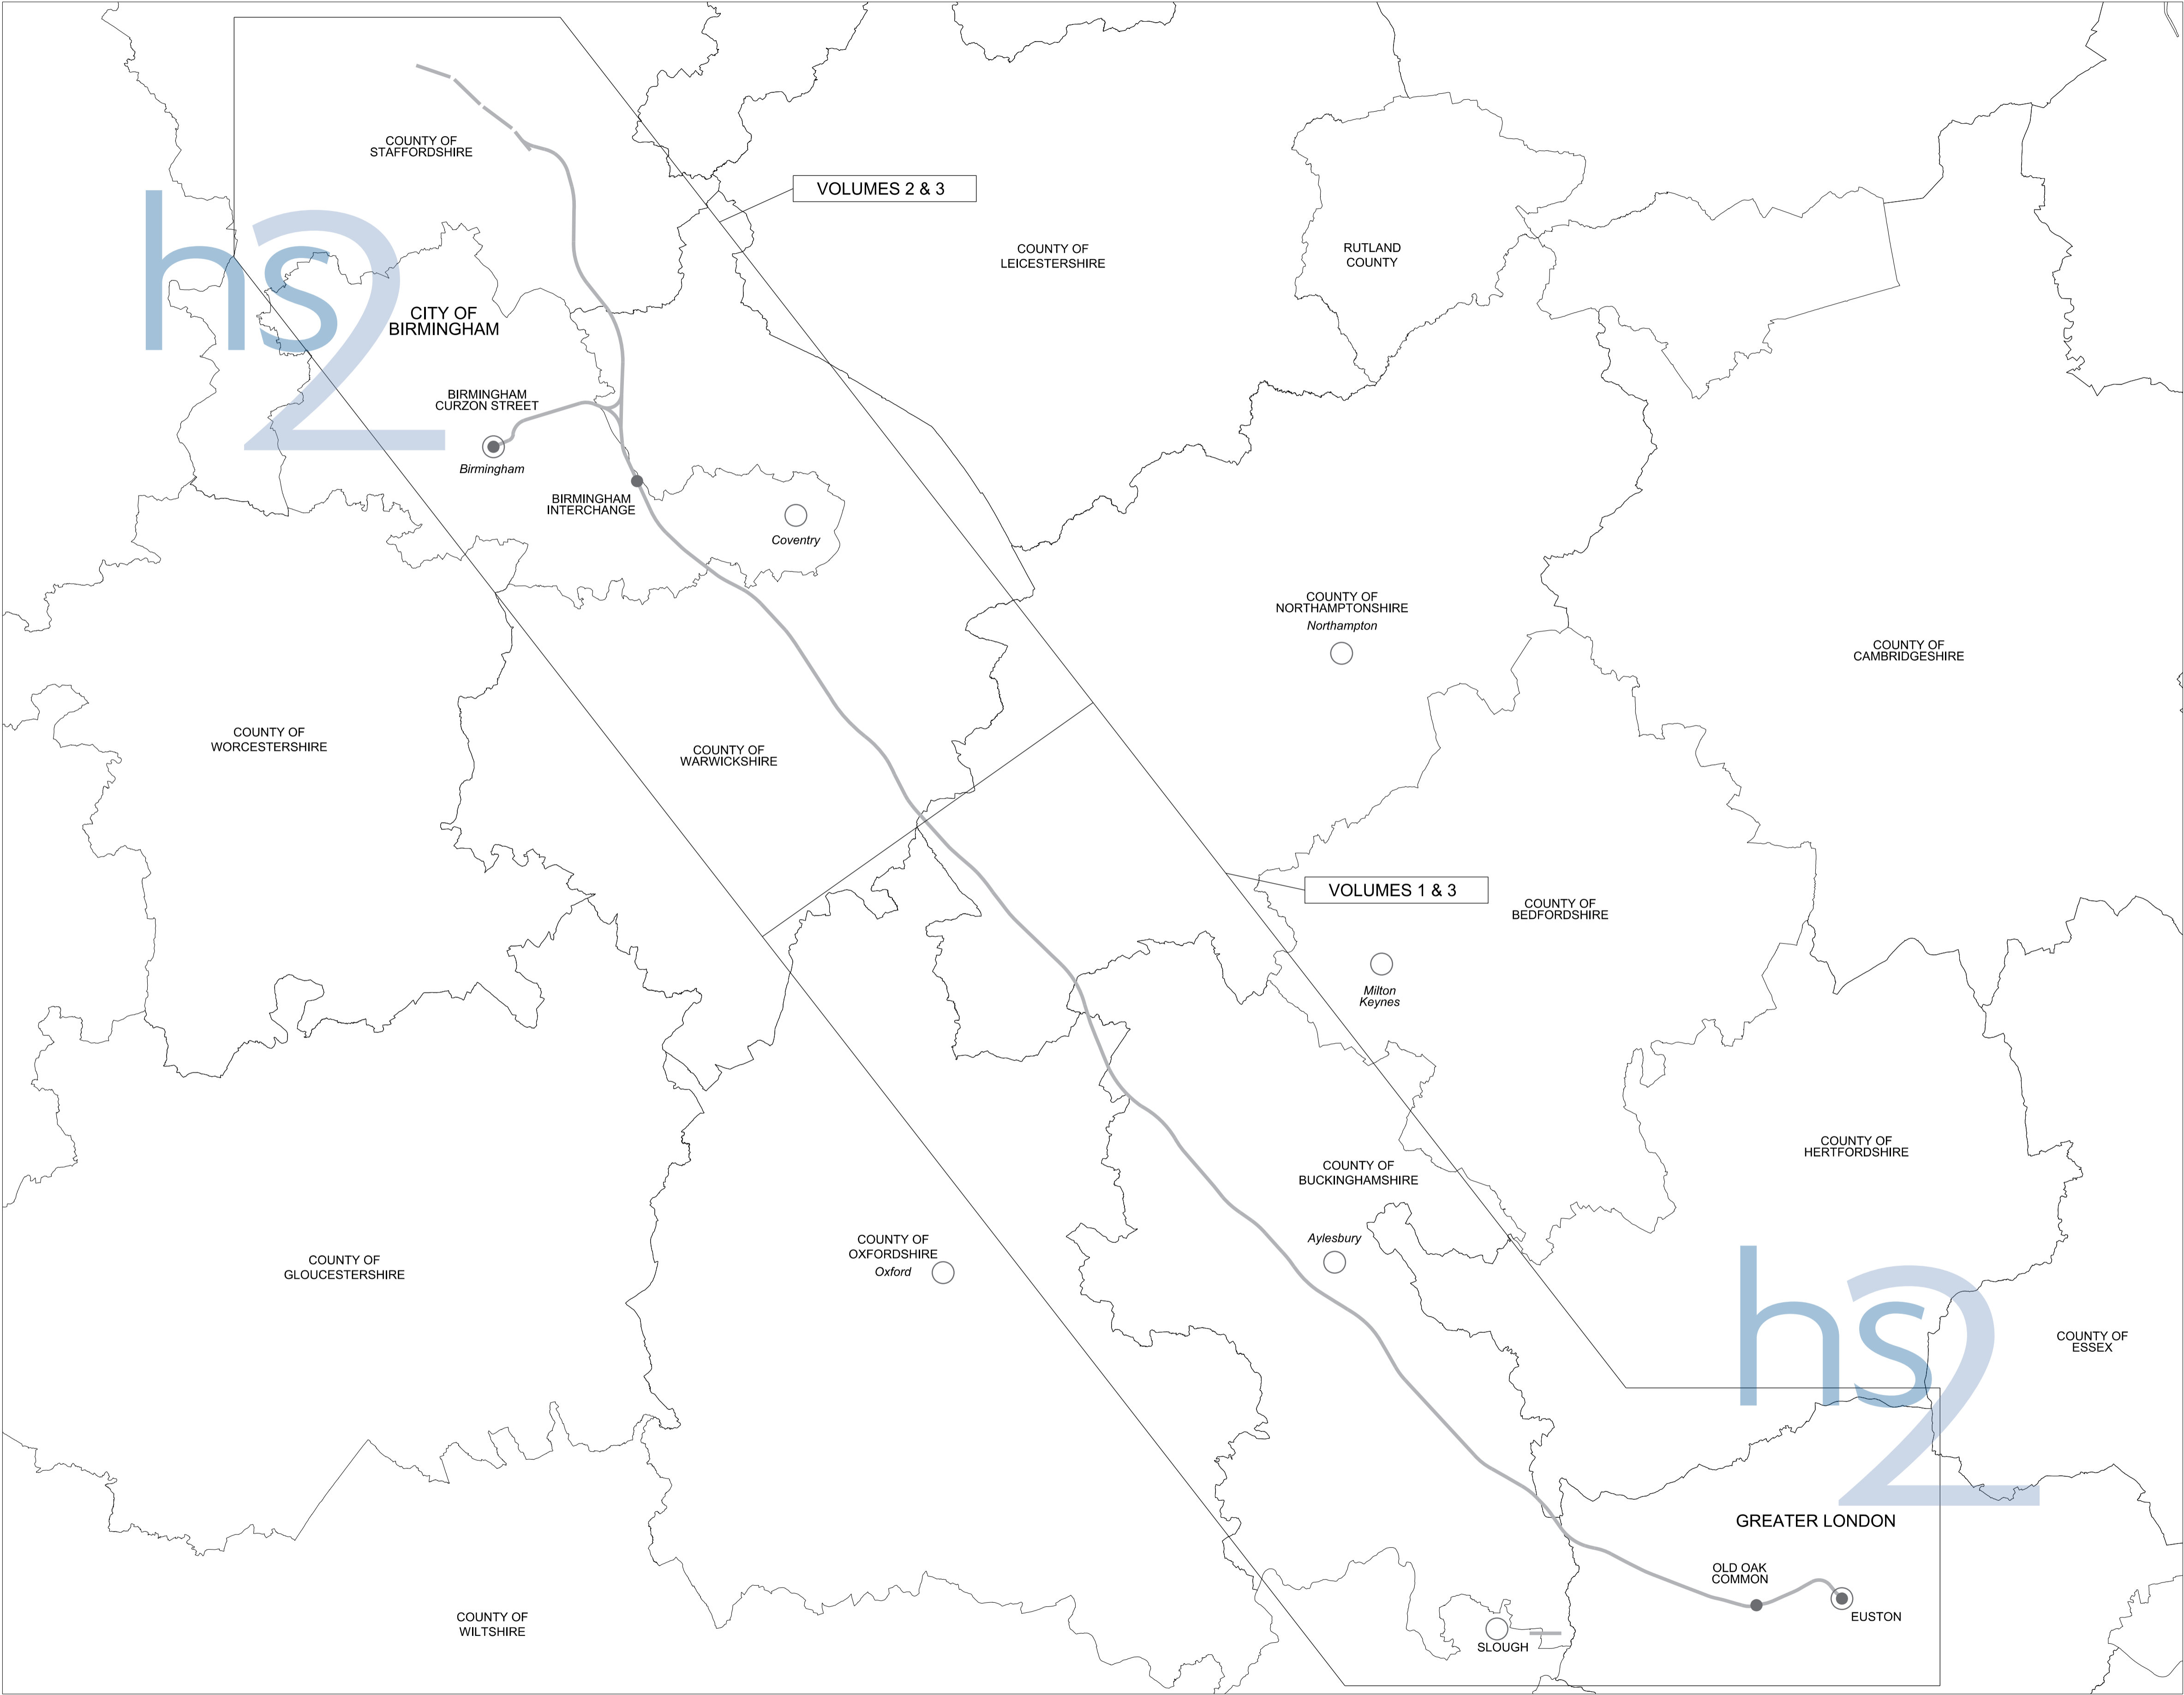 COUNTY OF
STAFFORDSHIRE
VOLUMES 2 & 3
hs2
COUNTY OF
LEICESTERSHIRE
RUTLAND
COUNTY
CITY OF
BIRMINGHAM
BIRMINGHAM
CURZON STREET
Birmingham
BIRMINGHAM
INTERCHANGE
Coventry
COUNTY OF
NORTHAMPTONSHIRE
Northampton
COUNTY OF
CAMBRIDGESHIRE
COUNTY OF
WORCESTERSHIRE
COUNTY OF
WARWICKSHIRE
VOLUMES 1 & 3
COUNTY OF
BEDFORDSHIRE
Milton
Keynes
COUNTY OF
HERTFORDSHIRE
COUNTY OF
BUCKINGHAMSHIRE
Aylesbury
COUNTY OF
OXFORDSHIRE
Oxford
COUNTY OF
GLOUCESTERSHIRE
hs2
COUNTY OF
ESSEX
GREATER LONDON
OLD OAK
COMMON
EUSTON
SLOUGH
COUNTY OF
WILTSHIRE